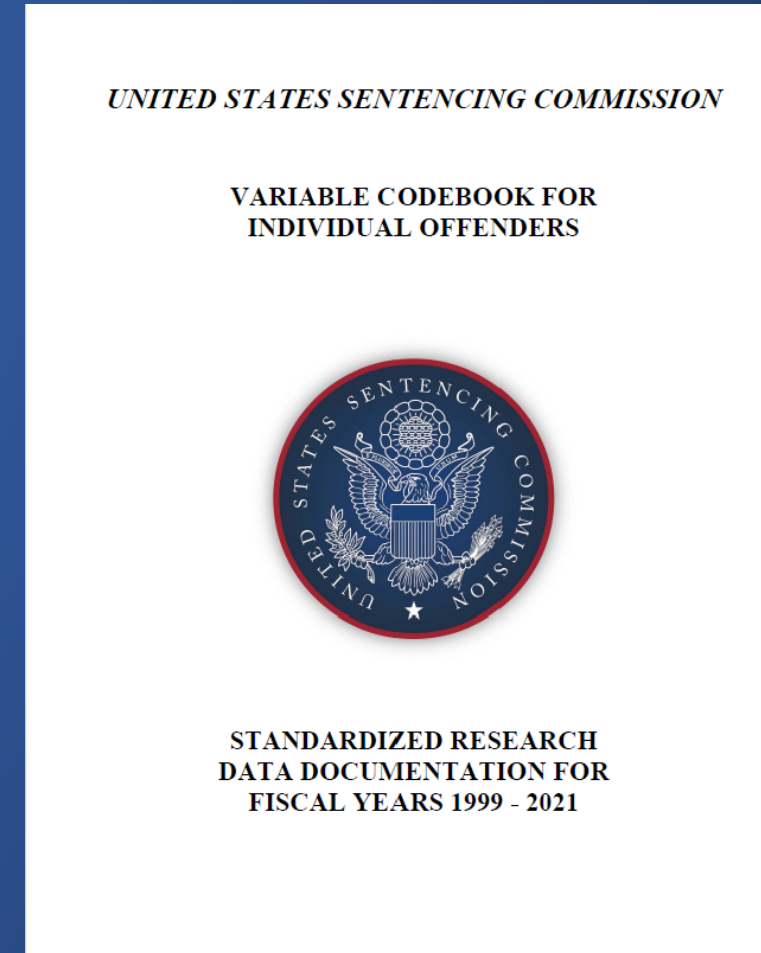 UNITED STATES SENTENCING COMMISSION
VARIABLE CODEBOOK FOR
INDIVIDUAL OFFENDERS
UNITED STATES SENTENCING COMMISSION
STANDARDIZED RESEARCH
DATA DOCUMENTATION FOR
FISCAL YEARS 1999 - 2021